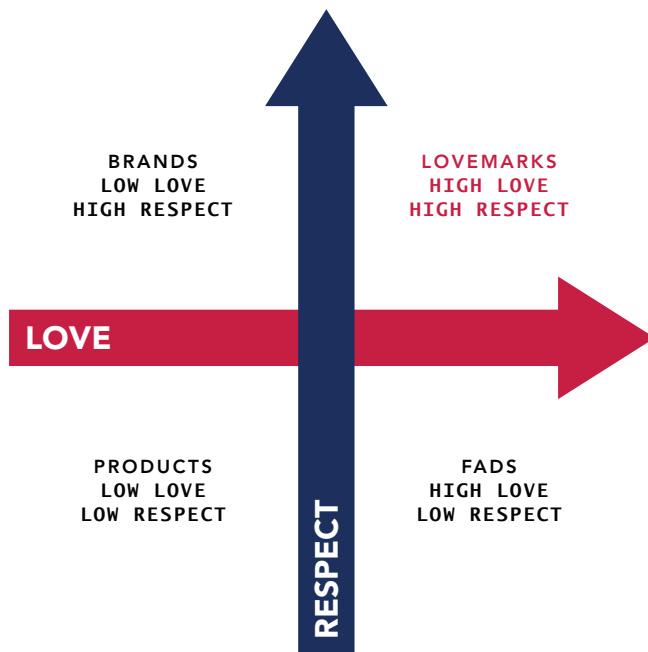 BRANDS
LOW LOVE
HIGH RESPECT
LOVEMARKS
HIGH LOVE
HIGH RESPECT
LOVE
PRODUCTS
LOW LOVE
LOW RESPECT
FADS
HIGH LOVE
LOW RESPECT
RESPECT